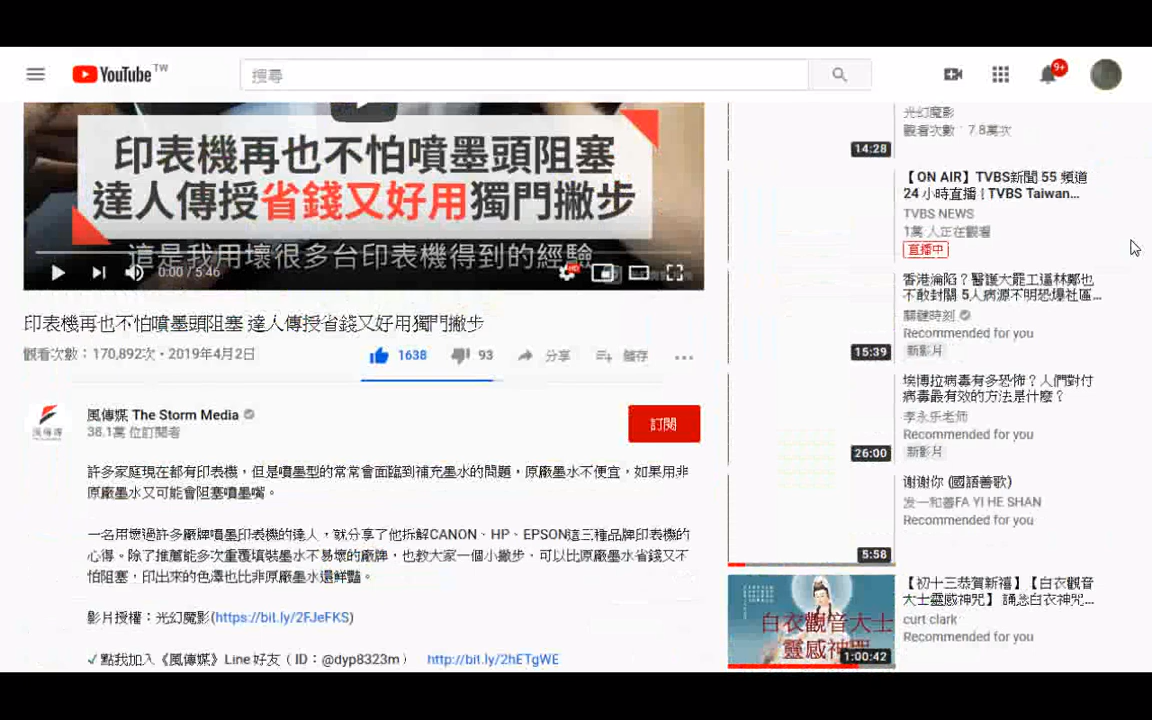 YouTube TW
搜尋
9+
印表機再也不怕噴墨頭阻塞
達人傳授省錢又好用獨門撇步
這是我用壞很多台印表機得到的經驗
0:00 / 5:46
印表機再也不怕噴墨頭阻塞 達人傳授省錢又好用獨門撇步
觀看次數：170,892次 • 2019年4月2日
1638
93
分享
儲存
風傳媒 The Storm Media
38.1萬 位訂閱者
訂閱
許多家庭現在都有印表機，但是噴墨型的常常會面臨到補充墨水的問題，原廠墨水不便宜，如果用非
原廠墨水又可能會阻塞噴墨嘴。
一名用壞過許多廠牌噴墨印表機的達人，就分享了他拆解CANON、HP、EPSON這三種品牌印表機的
心得。除了推薦能多次重覆填裝墨水不易壞的廠牌，也教大家一個小撇步、可以比原廠墨水省錢又不
怕阻塞，印出來的色澤也比非原廠墨水還鮮豔。
影片授權：光幻魔影(https://bit.ly/2FJeFKS)
✓點我加入《風傳媒》Line 好友（ID：@dyp8323m） http://bit.ly/2hETgWE
光幻魔影
觀看次數：7.8萬次
14:28
【ON AIR】TVBS新聞 55 頻道
24 小時直播 | TVBS Taiwan...
TVBS NEWS
1萬 人正在觀看
直播中
香港淪陷？醫護大罷工逼林鄭也
不敢封關 5人病源不明恐爆社區...
關鍵時刻
Recommended for you
新影片
15:39
埃博拉病毒有多恐怖？人們對付
病毒最有效的方法是什麼？
李永乐老师
Recommended for you
新影片
26:00
谢谢你 (國語善歌)
发一和善FA YI HE SHAN
Recommended for you
5:58
【初十三恭賀新禧】【白衣觀音
大士靈感神咒】 誦念白衣神咒...
curt clark
Recommended for you
白衣觀音大士
靈感神咒
1:00:42